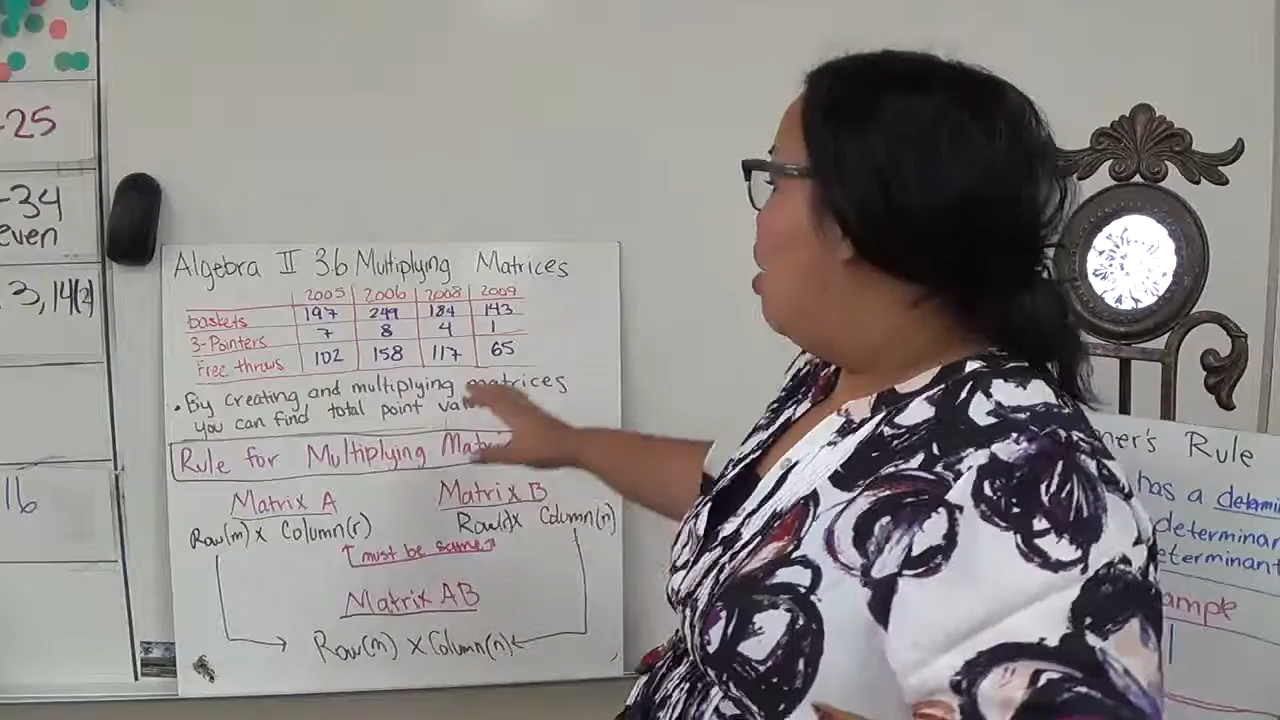 -25
-34
even
3, 14(2)
16
Algebra II 3.6 Multiplying Matrices
2005 2006 2008 2009
baskets 197 249 184 143
3-Pointers 7 8 4 1
Free throws 102 158 117 65
• By creating and multiplying matrices
you can find total point
Rule for Multiplying
Matrix A Matrix B
Row(m) x Column(r) Row(r)x Column(n)
must be same
Matrix AB
Row(m) x Column(n)
Rule
has a